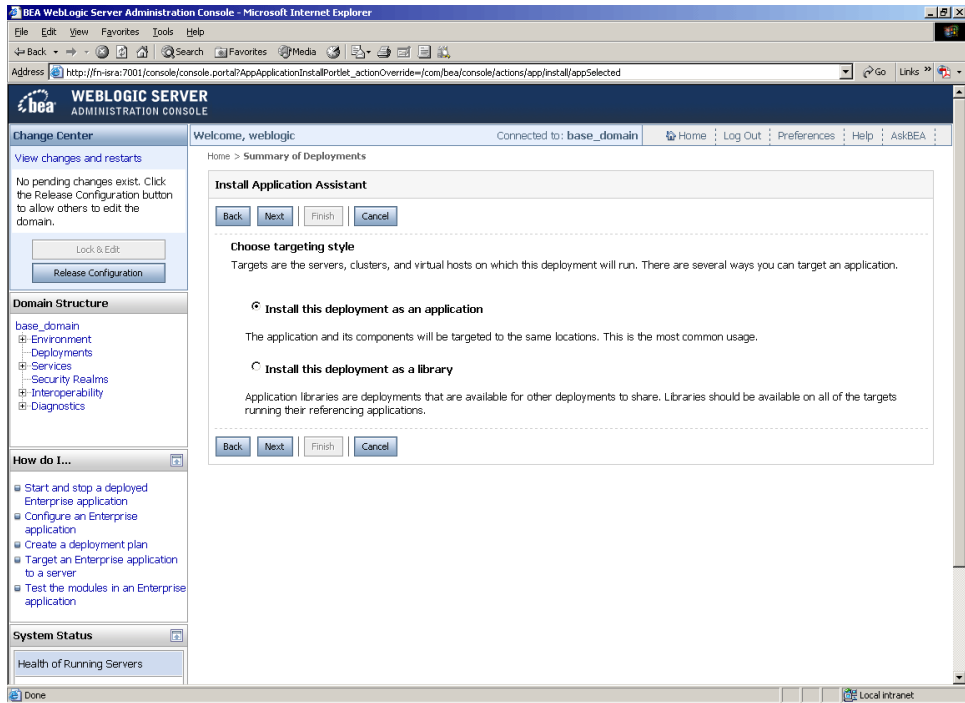 BEA WebLogic Server Administration Console - Microsoft Internet Explorer
File Edit View Favorites Tools Help
Back Search Favorites Media
Address http://fn-isra:7001/console/console.portal?AppApplicationInstallPortlet_actionOverride=/com/bea/console/actions/app/install/appSelected Go Links »
bea WEBLOGIC SERVER
ADMINISTRATION CONSOLE
Change Center
View changes and restarts
No pending changes exist. Click
the Release Configuration button
to allow others to edit the
domain.
Lock & Edit
Release Configuration
Domain Structure
base_domain
Environment
Deployments
Services
Security Realms
Interoperability
Diagnostics
How do I...
Start and stop a deployed
Enterprise application
Configure an Enterprise
application
Create a deployment plan
Target an Enterprise application
to a server
Test the modules in an Enterprise
application
System Status
Health of Running Servers
Welcome, weblogic Connected to: base_domain Home Log Out Preferences Help AskBEA
Home > Summary of Deployments
Install Application Assistant
Back Next Finish Cancel
Choose targeting style
Targets are the servers, clusters, and virtual hosts on which this deployment will run. There are several ways you can target an application.
Install this deployment as an application
The application and its components will be targeted to the same locations. This is the most common usage.
Install this deployment as a library
Application libraries are deployments that are available for other deployments to share. Libraries should be available on all of the targets
running their referencing applications.
Back Next Finish Cancel
Done Local intranet